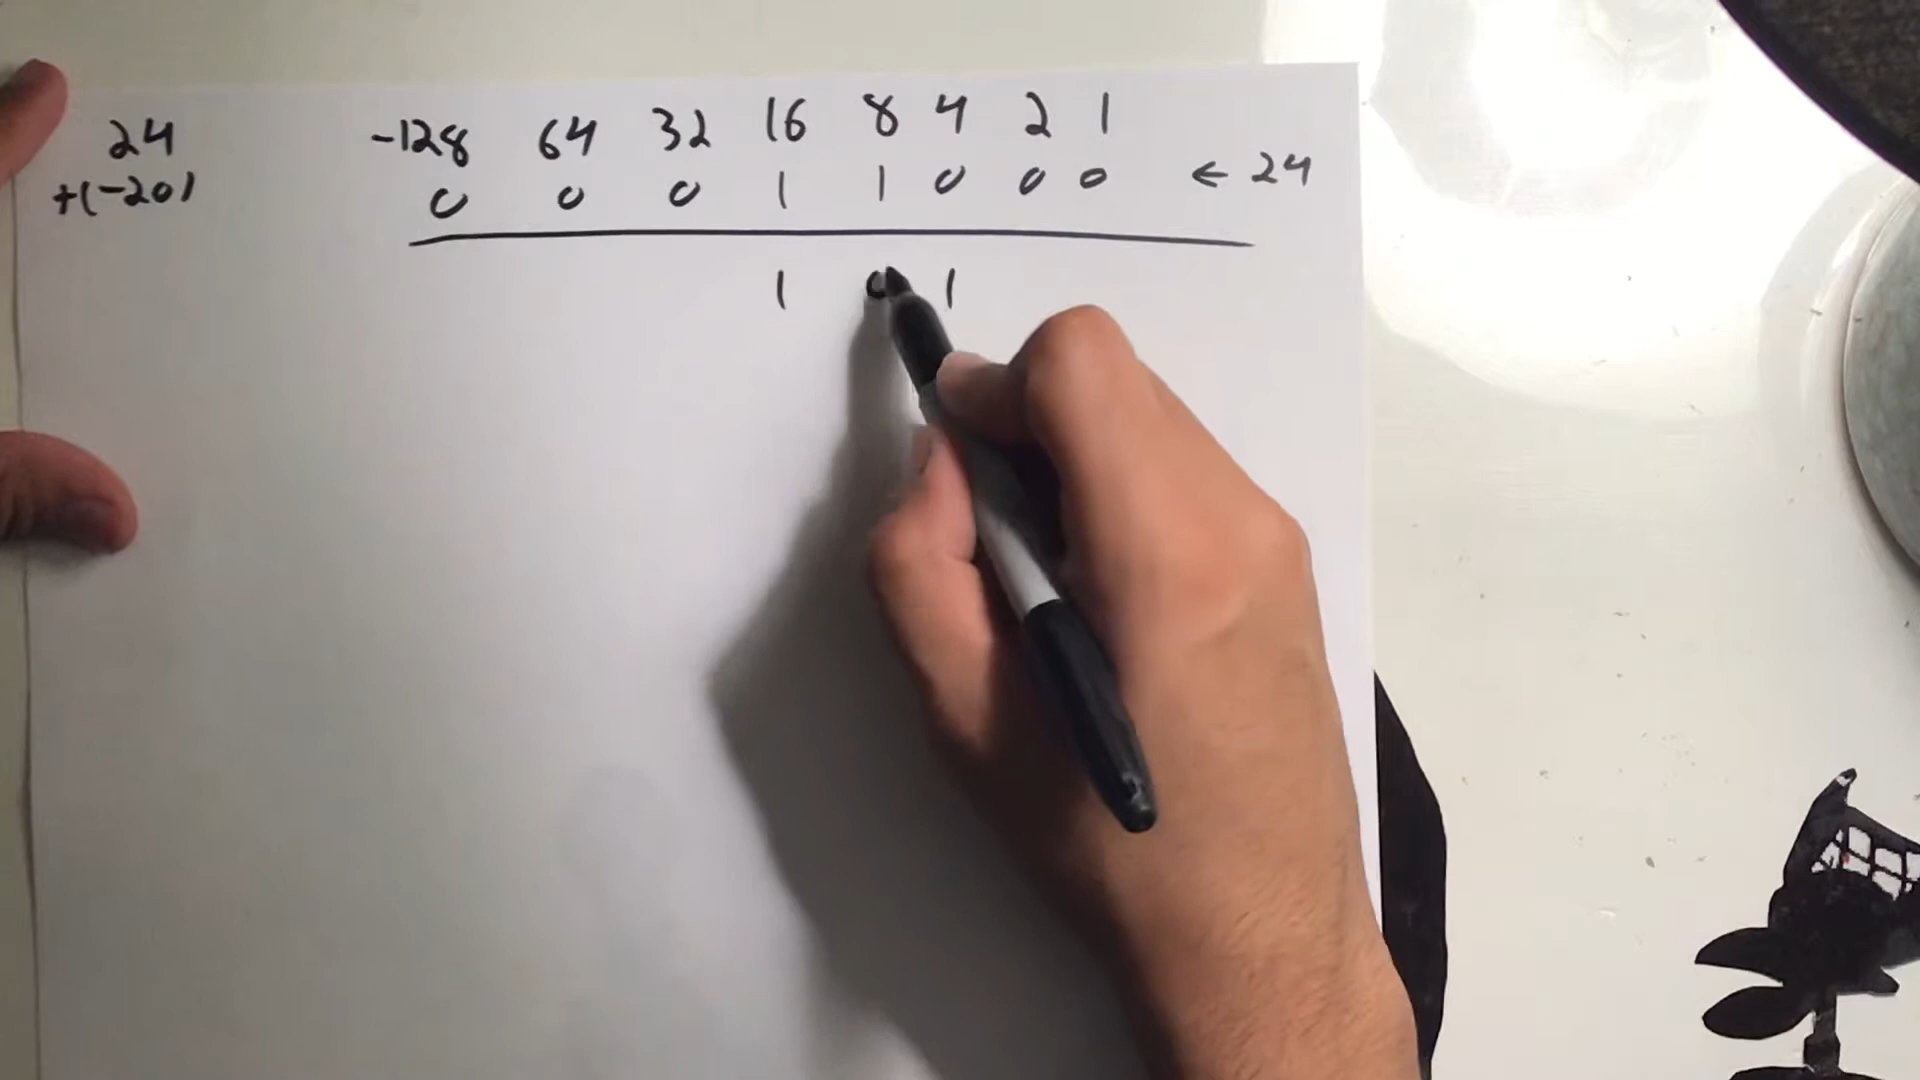 24
+(-20)
-128 64 32 16 8 4 2 1
0 0 0 1 1 0 0 0 ← 24
1 0 1